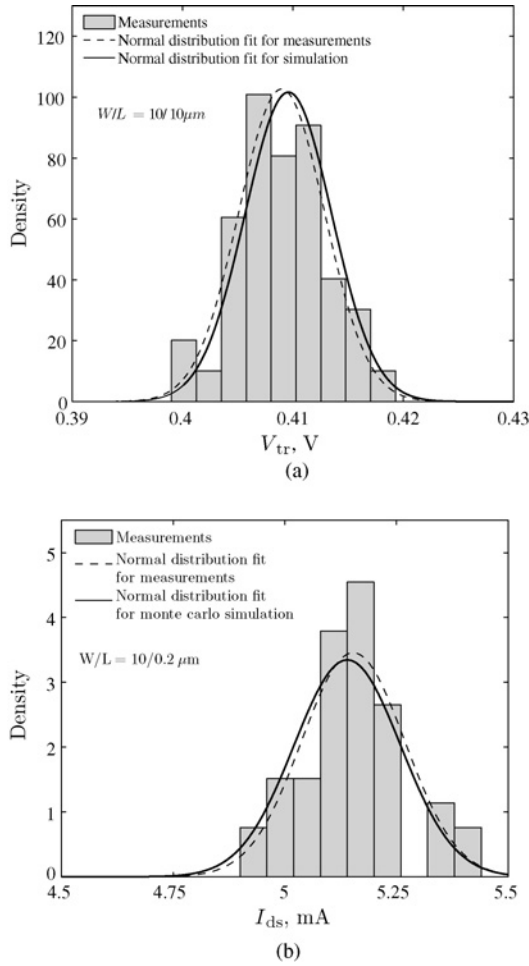 Measurements
Normal distribution fit for measurements
Normal distribution fit for simulation
W/L = 10/10μm
Density
120
100
80
60
40
20
0
0.39
0.4
0.41
0.42
0.43
V_tr, V
(a)
Measurements
Normal distribution fit
for measurements
Normal distribution fit
for monte carlo simulation
W/L = 10/0.2 μm
Density
5
4
3
2
1
0
4.5
4.75
5
5.25
5.5
I_ds, mA
(b)